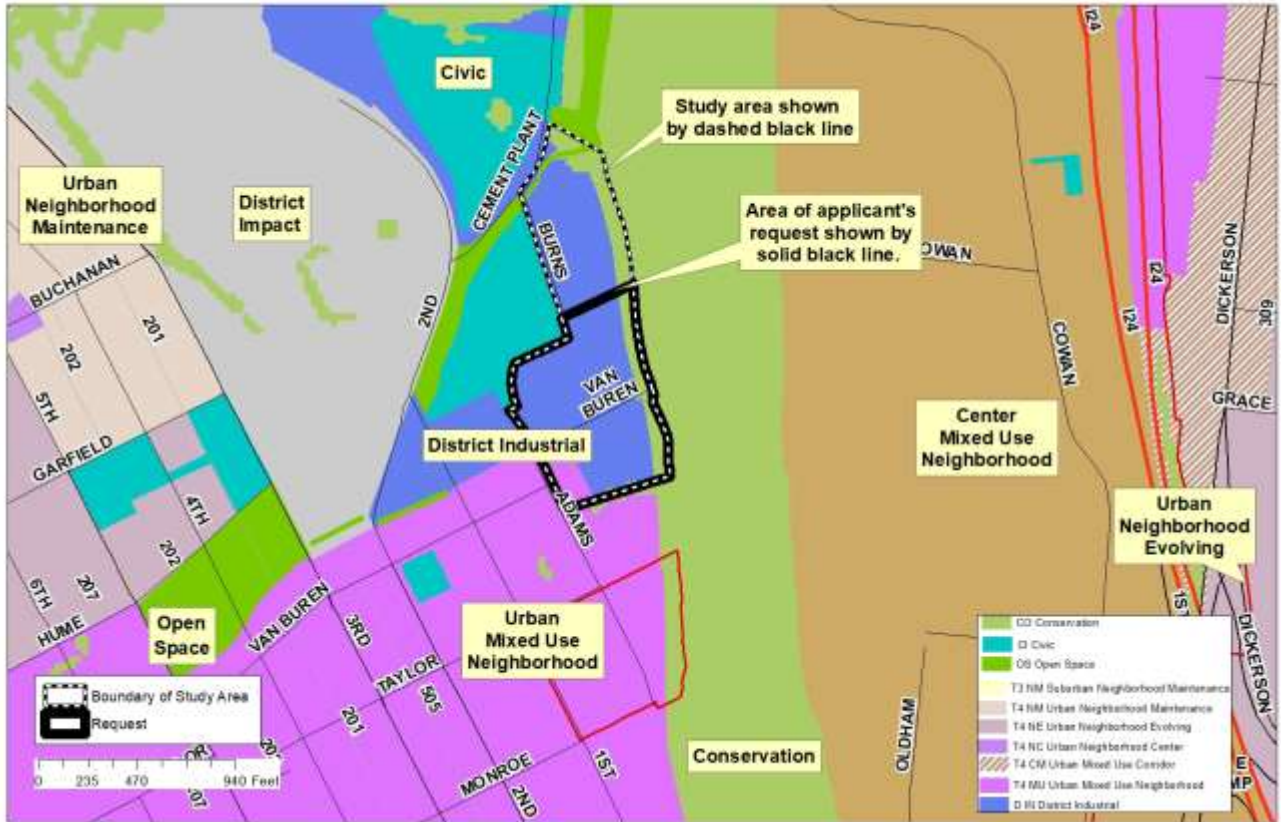 I24
I24
Civic
Study area shown
by dashed black line
CEMENT PLANT
Urban
Neighborhood
Maintenance
District
Impact
DICKERSON
BUCHANAN
BURNS
Area of applicant's
request shown by
solid black line.
OWAN
I24
309
2ND
201
202
I24
COWAN
5TH
VAN
BUREN
GRACE
GARFIELD
District Industrial
Center
Mixed Use
Neighborhood
4TH
ADAMS
Urban
Neighborhood
Evolving
202
6TH
207
HUME
Open
Space
VAN BUREN
3RD
Urban
Mixed Use
Neighborhood
1ST
DICKERSON
CO Conservation
CI Civic
OS Open Space
T3 NM Suburban Neighborhood Maintenance
T4 NM Urban Neighborhood Maintenance
T4 NE Urban Neighborhood Evolving
T4 NC Urban Neighborhood Center
T4 CM Urban Mixed Use Corridor
T4 MU Urban Mixed Use Neighborhood
D IN District Industrial
TAYLOR
505
201
Boundary of Study Area
Request
0 235 470 940 Feet
MONROE
1ST
2ND
207
Conservation
OLDHAM
E
MP